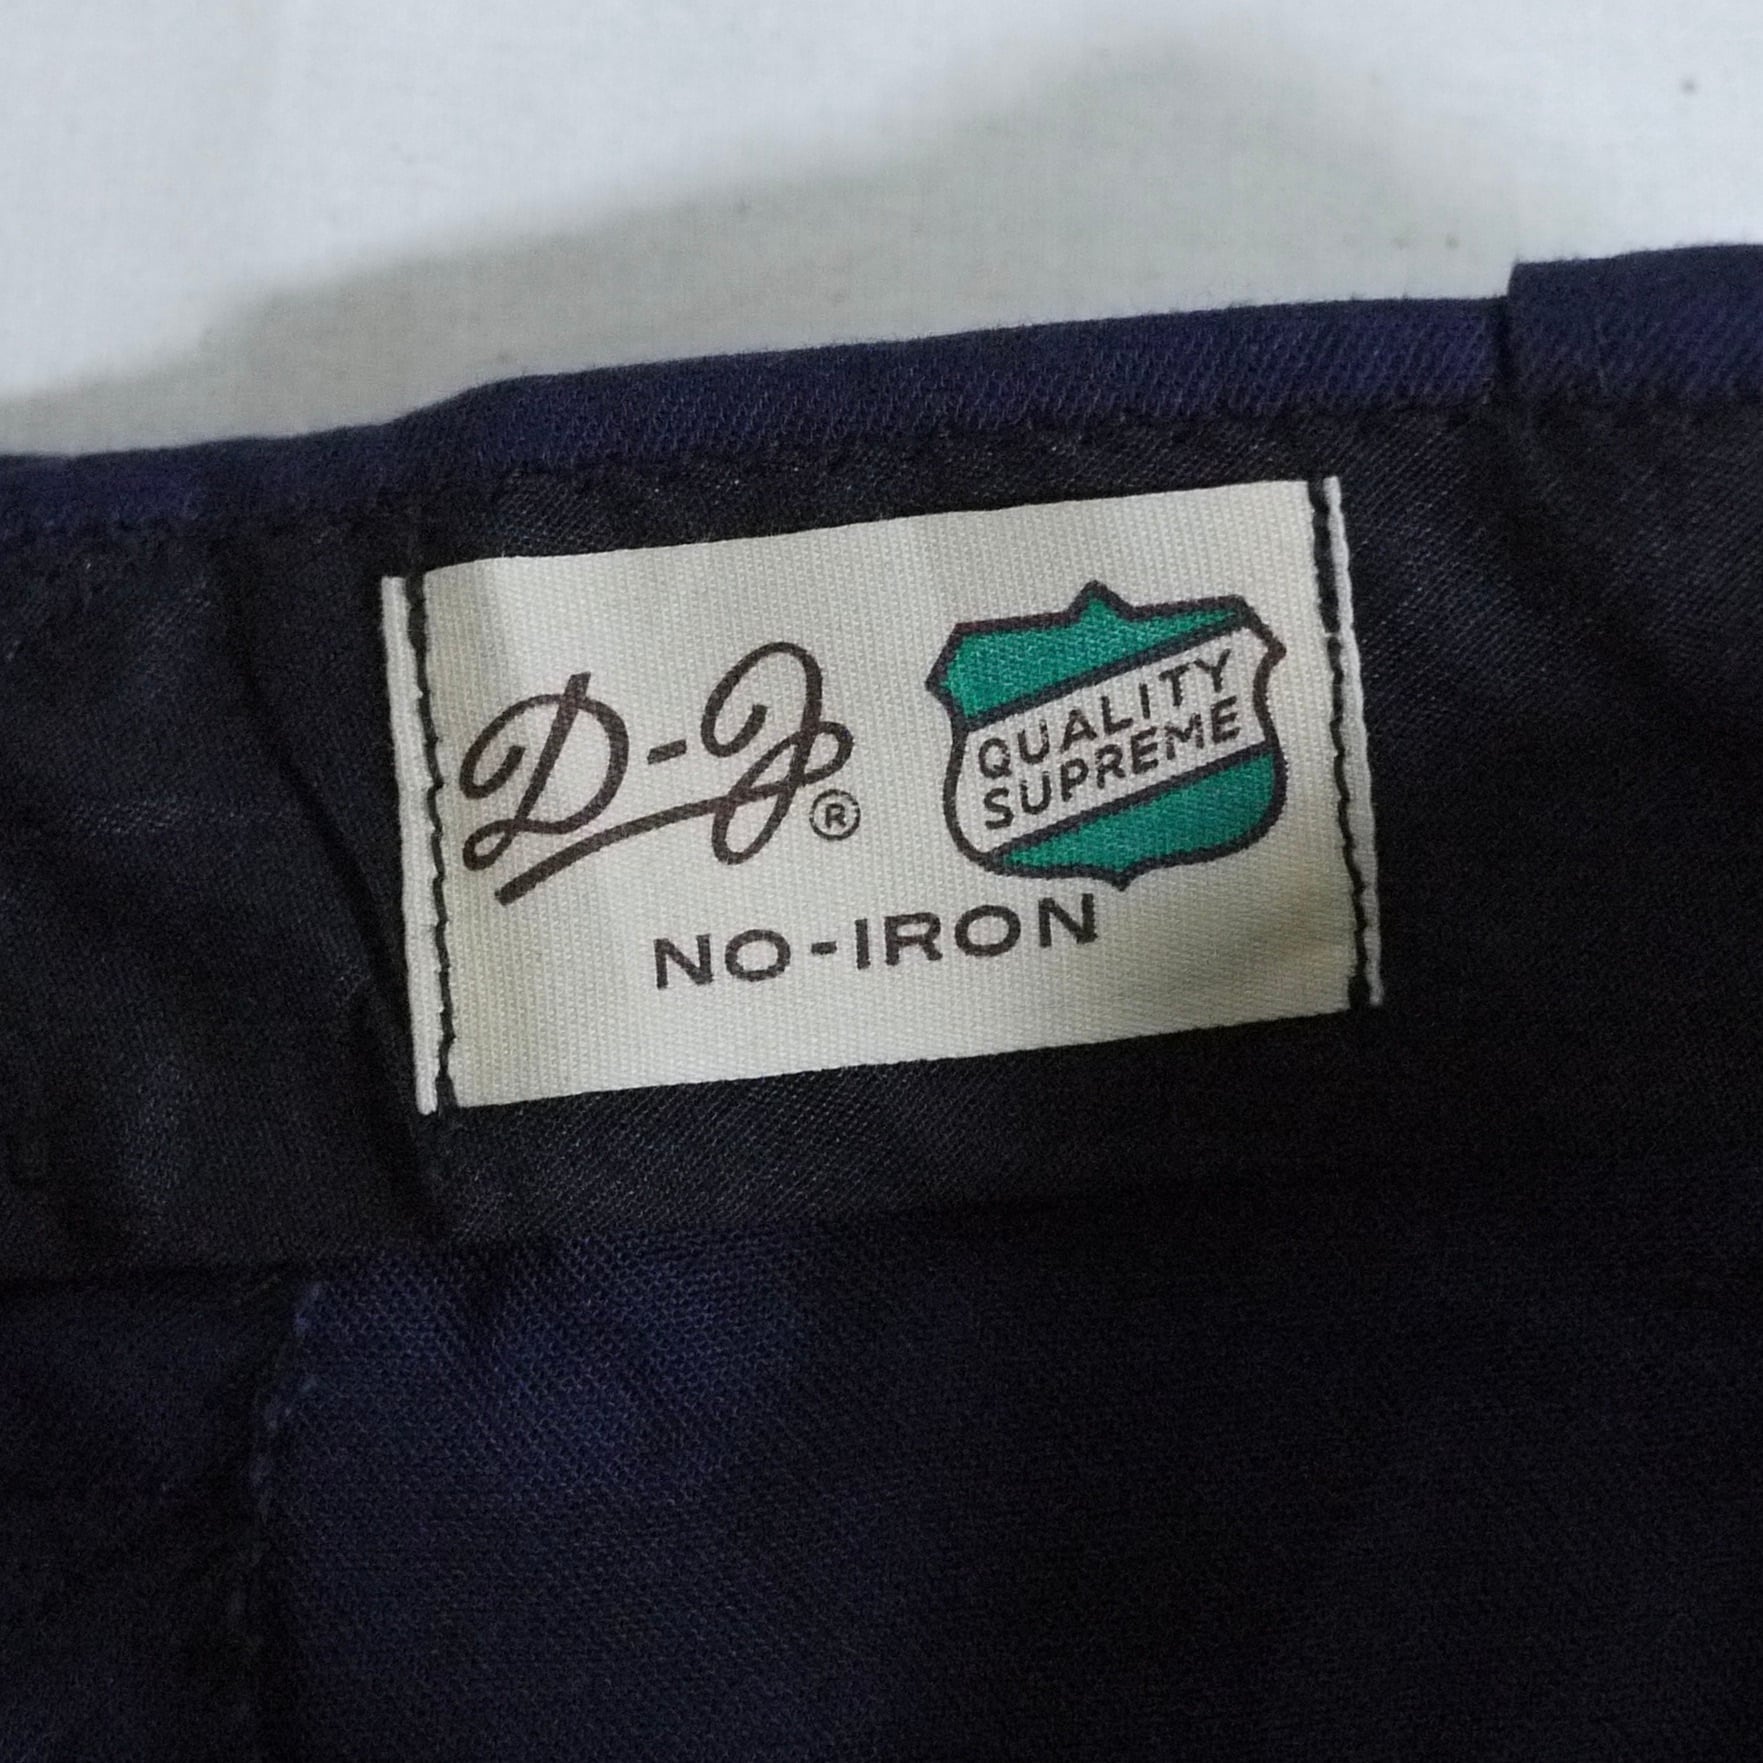 D-J®
QUALITY
SUPREME
NO-IRON